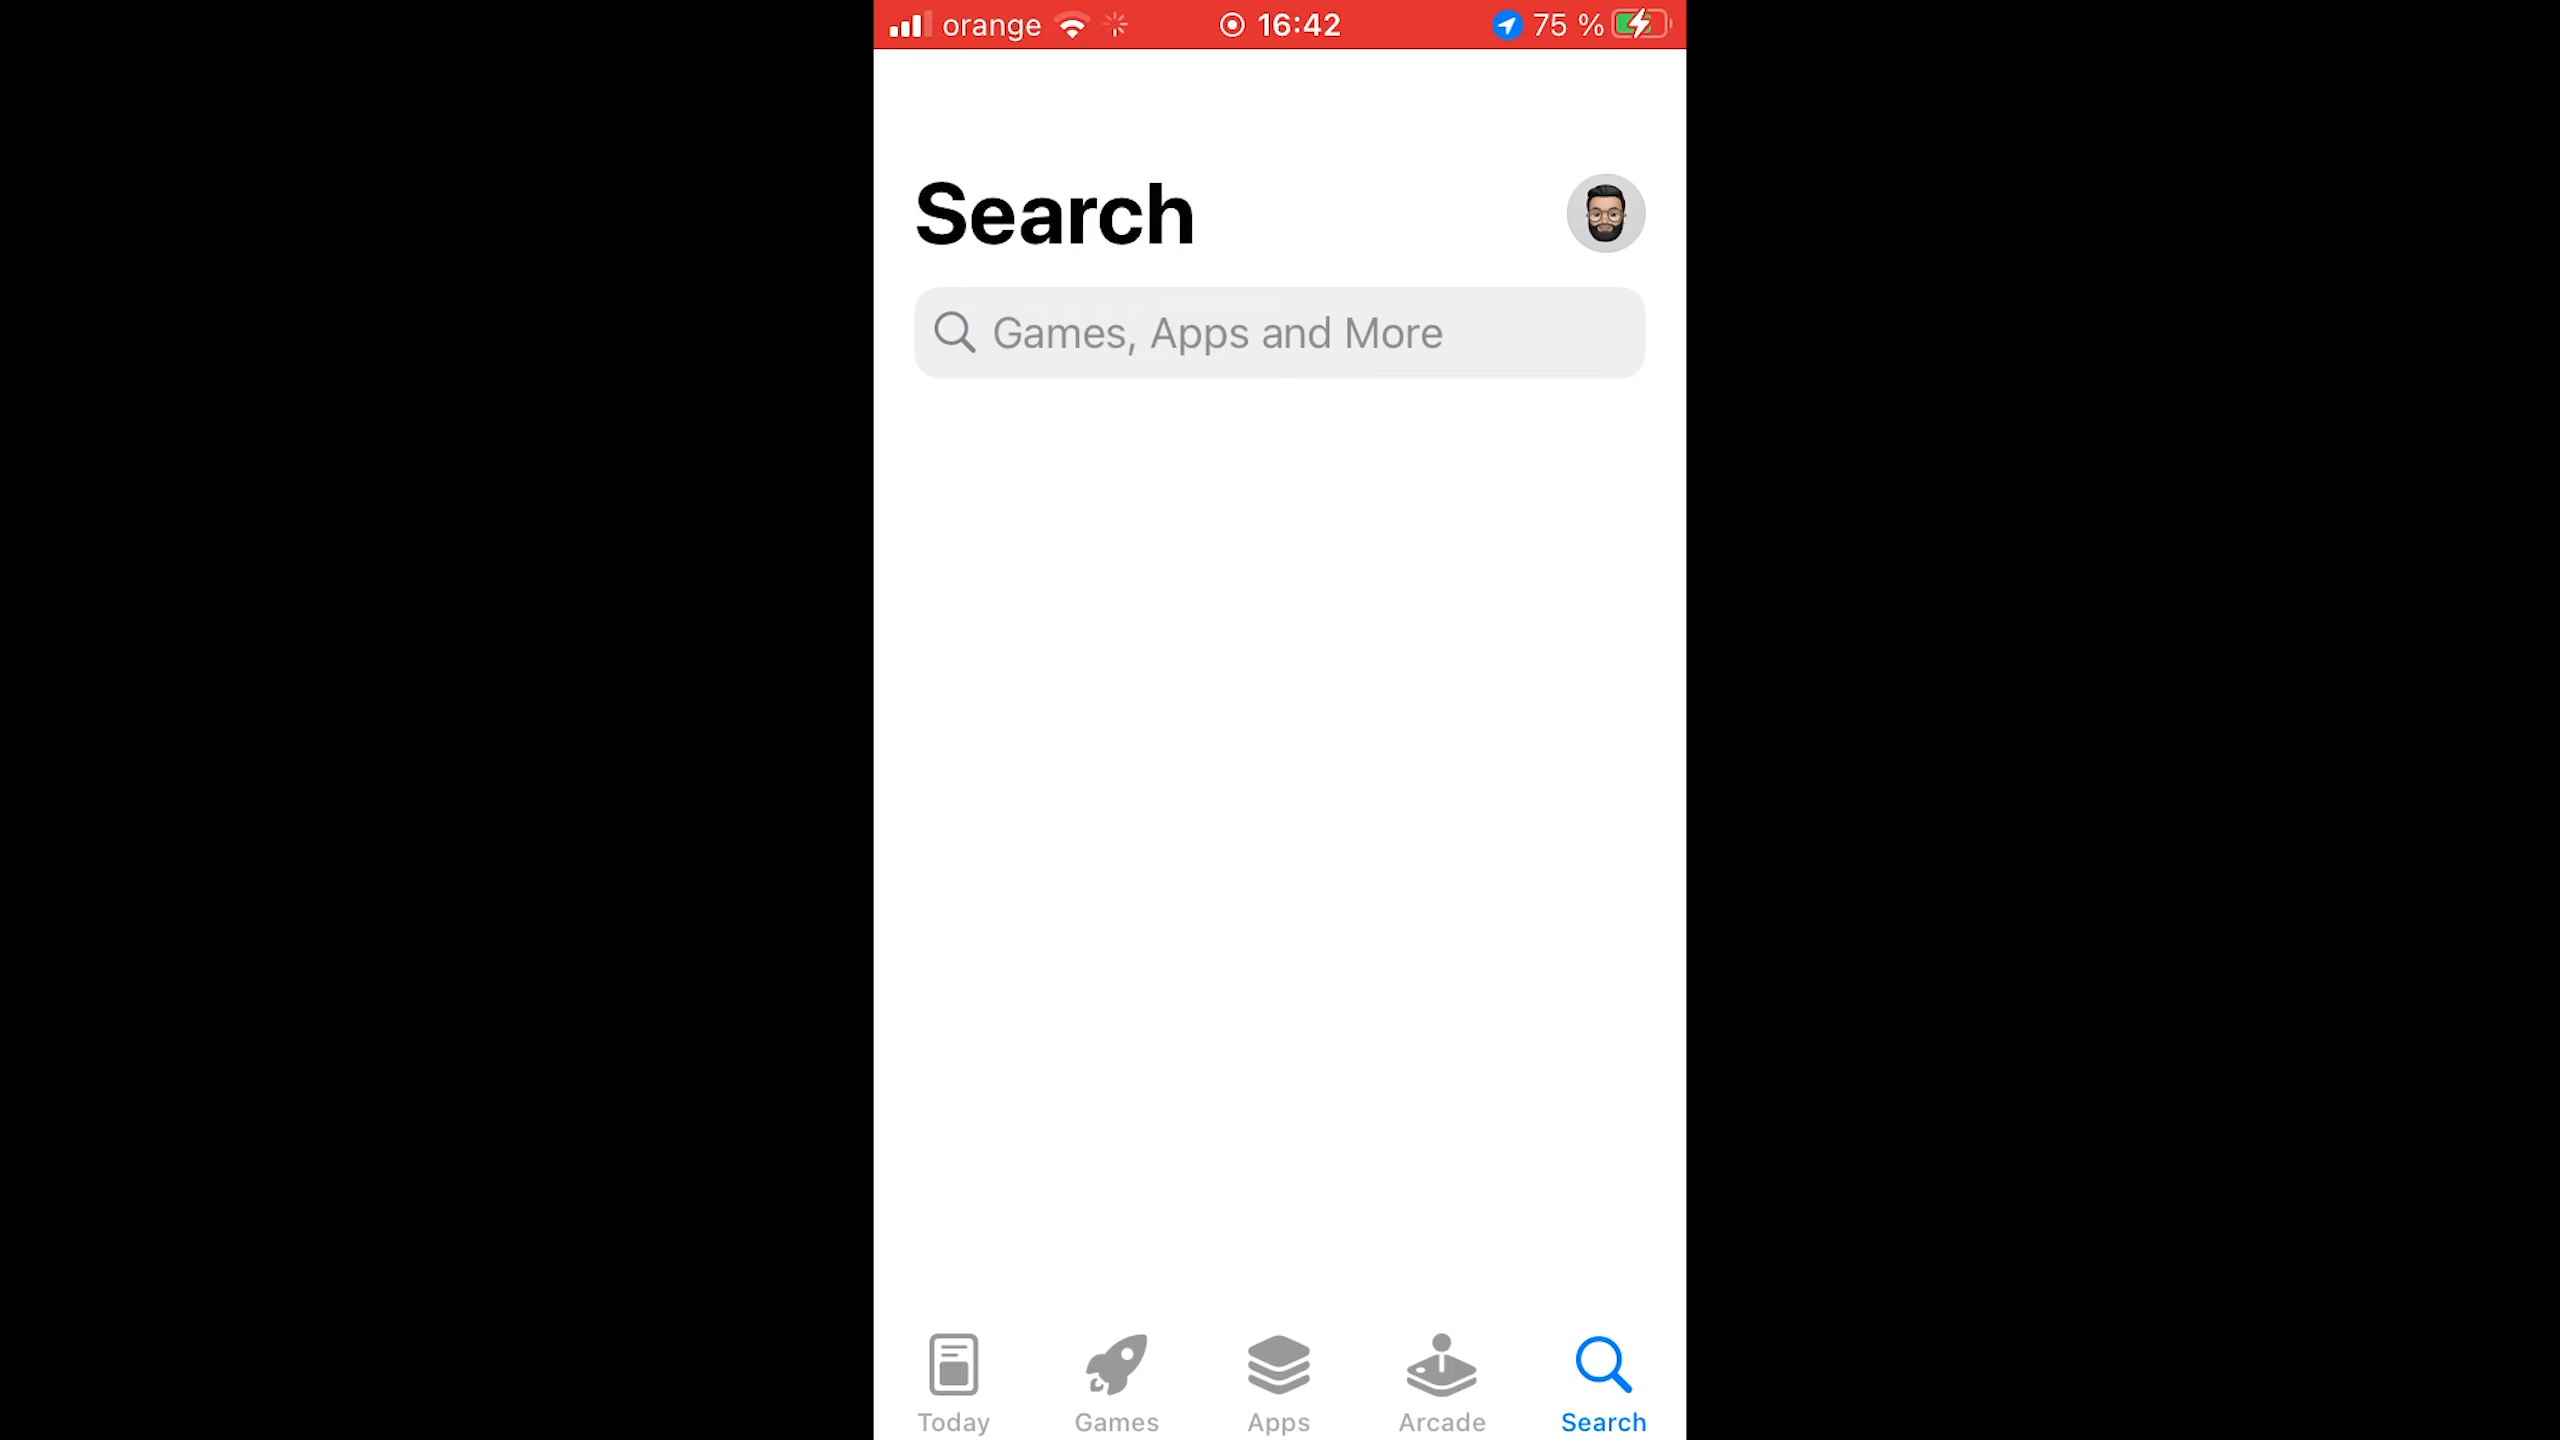 orange 16:42 75 %
Search
Games, Apps and More
Today Games Apps Arcade Search